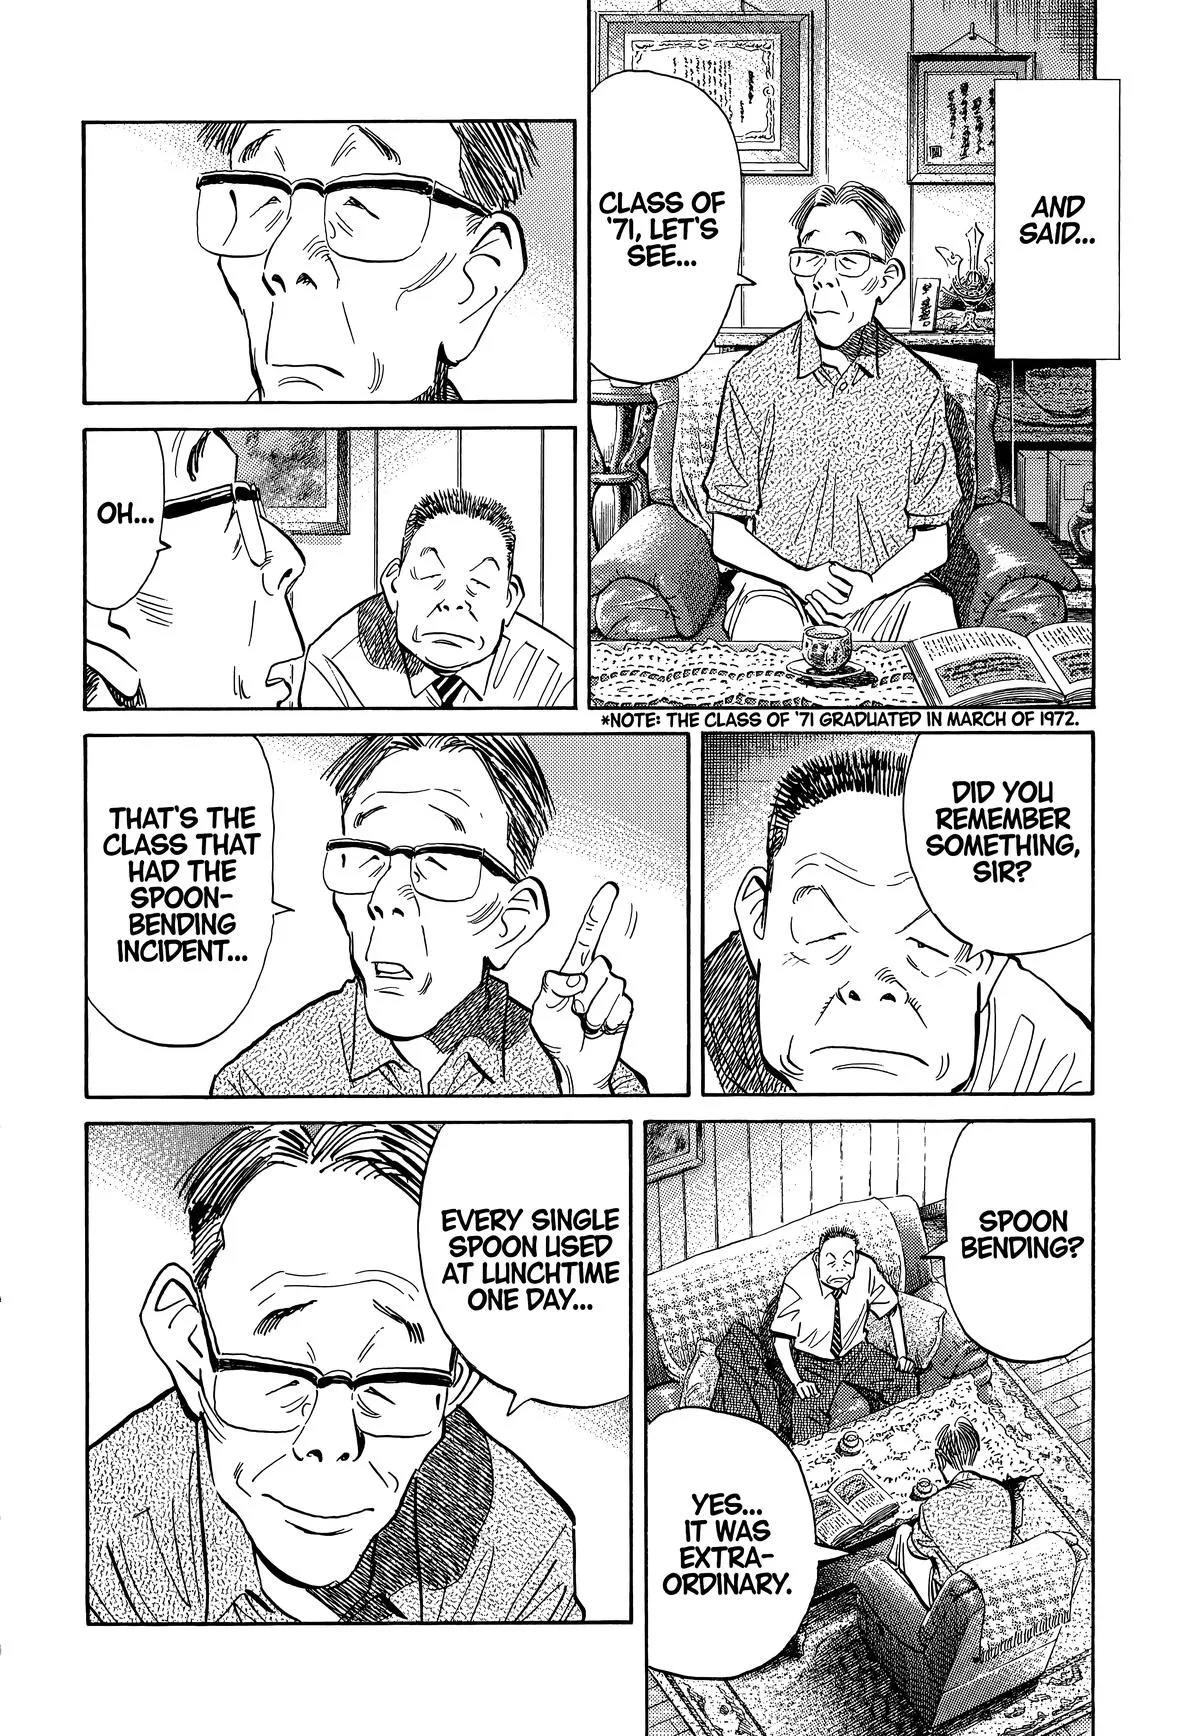 AND
SAID...
CLASS OF
'71, LET'S
SEE...
*NOTE: THE CLASS OF '71 GRADUATED IN MARCH OF 1972.
OH...
DID YOU
REMEMBER
SOMETHING,
SIR?
THAT'S THE
CLASS THAT
HAD THE
SPOON-
BENDING
INCIDENT...
SPOON
BENDING?
YES...
IT WAS
EXTRA-
ORDINARY.
EVERY SINGLE
SPOON USED
AT LUNCHTIME
ONE DAY...